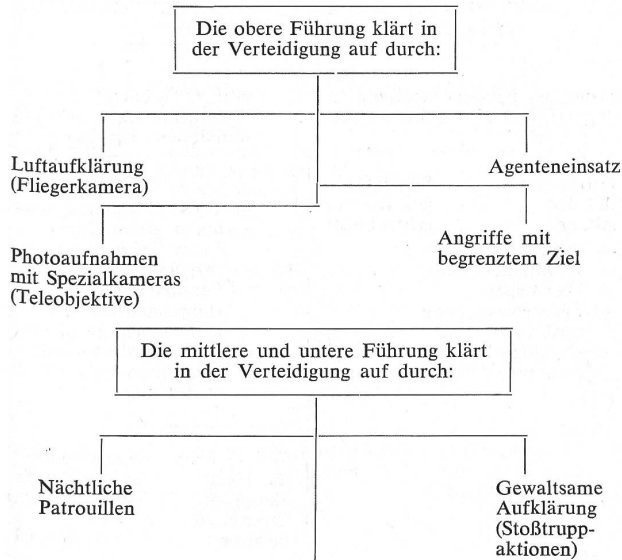 Die obere Führung klärt in
der Verteidigung auf durch:
Luftaufklärung
(Fliegerkamera)
Agenteneinsatz
Photoaufnahmen
mit Spezialkameras
(Teleobjektive)
Angriffe mit
begrenztem Ziel
Die mittlere und untere Führung klärt
in der Verteidigung auf durch:
Nächtliche
Patrouillen
Gewaltsame
Aufklärung
(Stoßtrupp-
aktionen)